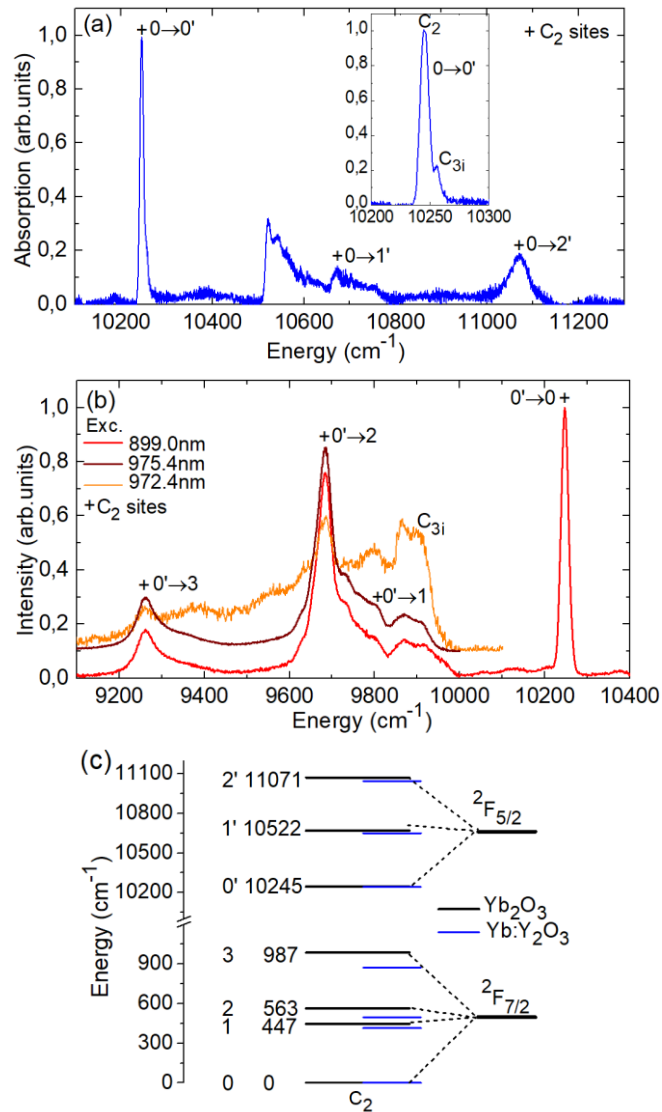 (a)
+ 0→0'
C2
+ C2 sites
1,0
0,8
0,6
0,4
0,2
0,0
Absorption (arb.units)
1,0
0,8
0,6
0,4
0,2
0,0
0→0'
C3i
10200 10250 10300
+ 0→1'
+ 0→2'
10200 10400 10600 10800 11000 11200
Energy (cm-1)
(b)
Exc.
899.0nm
975.4nm
972.4nm
+C2 sites
1,0
0,8
0,6
0,4
0,2
0,0
Intensity (arb.units)
+ 0'→2
0'→0 +
C3i
+0'→1
+ 0'→3
9200 9400 9600 9800 10000 10200 10400
Energy (cm-1)
(c)
11100
10800
10500
10200
900
600
300
0
Energy (cm-1)
2' 11071
1' 10522
0' 10245
3 987
2 563
1 447
0 0
C2
2F5/2
Yb2O3
Yb:Y2O3
2F7/2